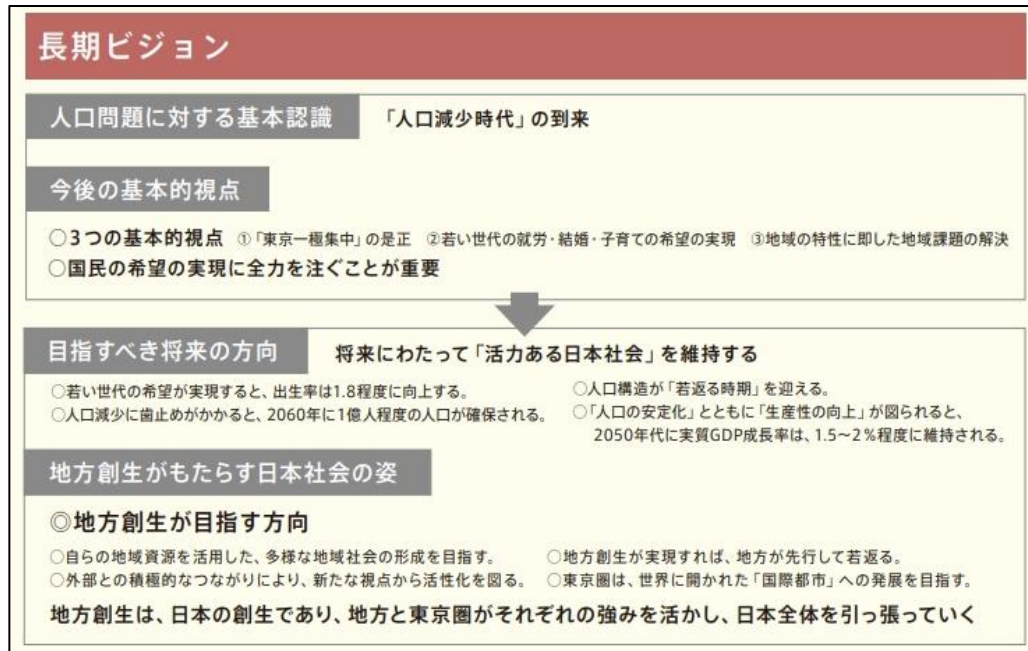 長期ビジョン
人口問題に対する基本認識 「人口減少時代」の到来
今後の基本的視点
○3つの基本的視点 ①「東京一極集中」の是正 ②若い世代の就労・結婚・子育ての希望の実現 ③地域の特性に即した地域課題の解決
○国民の希望の実現に全力を注ぐことが重要
目指すべき将来の方向 将来にわたって「活力ある日本社会」を維持する
○若い世代の希望が実現すると、出生率は1.8程度に向上する。
○人口減少に歯止めがかかると、2060年に1億人程度の人口が確保される。
○人口構造が「若返る時期」を迎える。
○「人口の安定化」とともに「生産性の向上」が図られると、
2050年代に実質GDP成長率は、1.5～2％程度に維持される。
地方創生がもたらす日本社会の姿
◎地方創生が目指す方向
○自らの地域資源を活用した、多様な地域社会の形成を目指す。
○外部との積極的なつながりにより、新たな視点から活性化を図る。
○地方創生が実現すれば、地方が先行して若返る。
○東京圏は、世界に開かれた「国際都市」への発展を目指す。
地方創生は、日本の創生であり、地方と東京圏がそれぞれの強みを活かし、日本全体を引っ張っていく